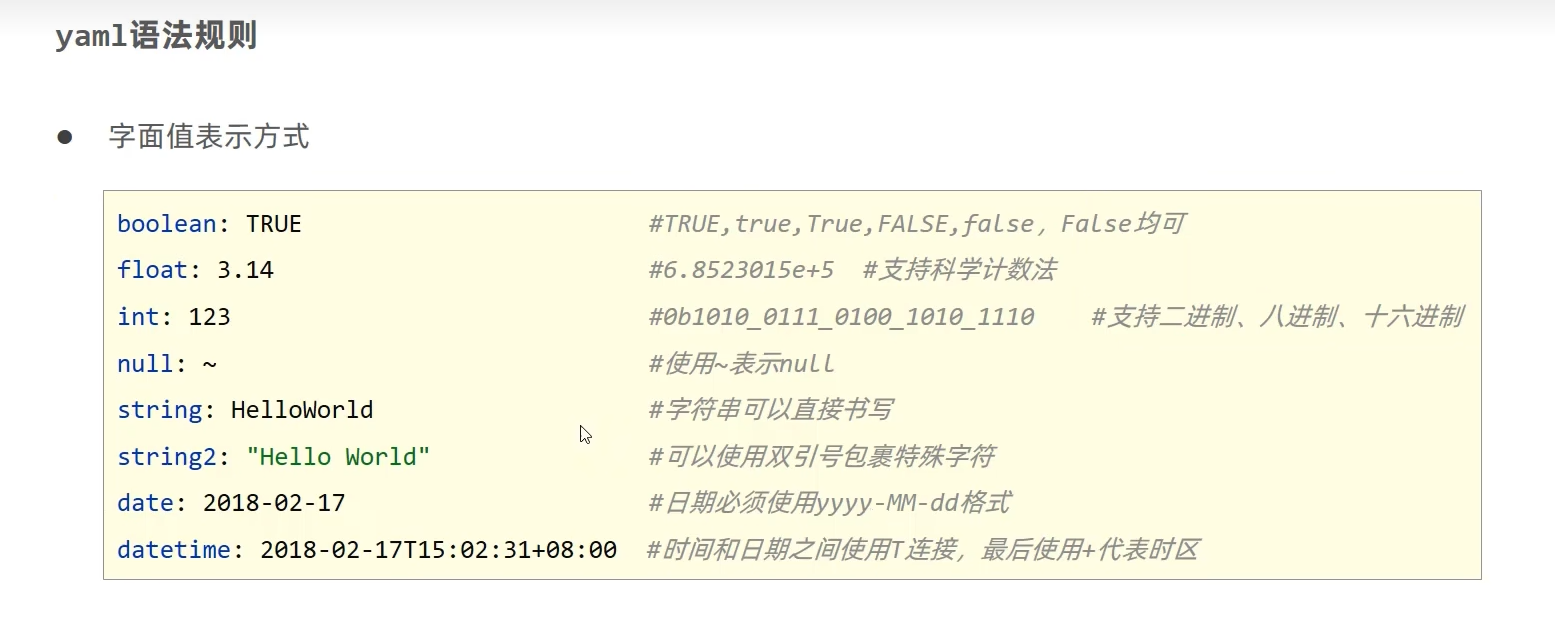 yaml语法规则
● 字面值表示方式
boolean: TRUE #TRUE,true,True,FALSE,false，False均可
float: 3.14 #6.8523015e+5 #支持科学计数法
int: 123 #0b1010_0111_0100_1010_1110 #支持二进制、八进制、十六进制
null: ~ #使用~表示null
string: HelloWorld #字符串可以直接书写
string2: "Hello World" #可以使用双引号包裹特殊字符
date: 2018-02-17 #日期必须使用yyyy-MM-dd格式
datetime: 2018-02-17T15:02:31+08:00 #时间和日期之间使用T连接，最后使用+代表时区